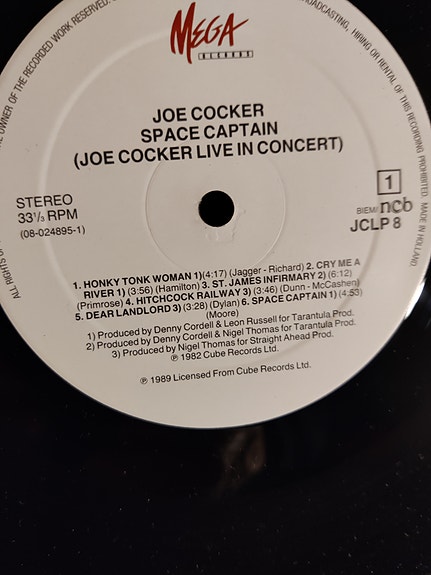 MEGA
RECORDS
OWNER OF THE RECORDED WORK RESERVED.
BROADCASTING, HIRING OR RENTAL OF THIS RECORDING PROHIBITED. MADE IN HOLLAND.
JOE COCKER
SPACE CAPTAIN
(JOE COCKER LIVE IN CONCERT)
STEREO
33 1/3 RPM
(08-024895-1)
1
BIEM/ncb
JCLP 8
ALL RIGHTS O
1. HONKY TONK WOMAN 1)(4:17) (Jagger - Richard) 2. CRY ME A
RIVER 1) (3:56) (Hamilton) 3. ST. JAMES INFIRMARY 2) (6:12)
(Primrose) 4. HITCHCOCK RAILWAY 3) (3:46) (Dunn - McCashen)
5. DEAR LANDLORD 3) (3:28) (Dylan) 6. SPACE CAPTAIN 1) (4:53)
(Moore)
1) Produced by Denny Cordell & Leon Russell for Tarantula Prod.
2) Produced by Denny Cordell & Nigel Thomas for Tarantula Prod.
3) Produced by Nigel Thomas for Straight Ahead Prod.
℗ 1982 Cube Records Ltd.
℗ 1989 Licensed From Cube Records Ltd.